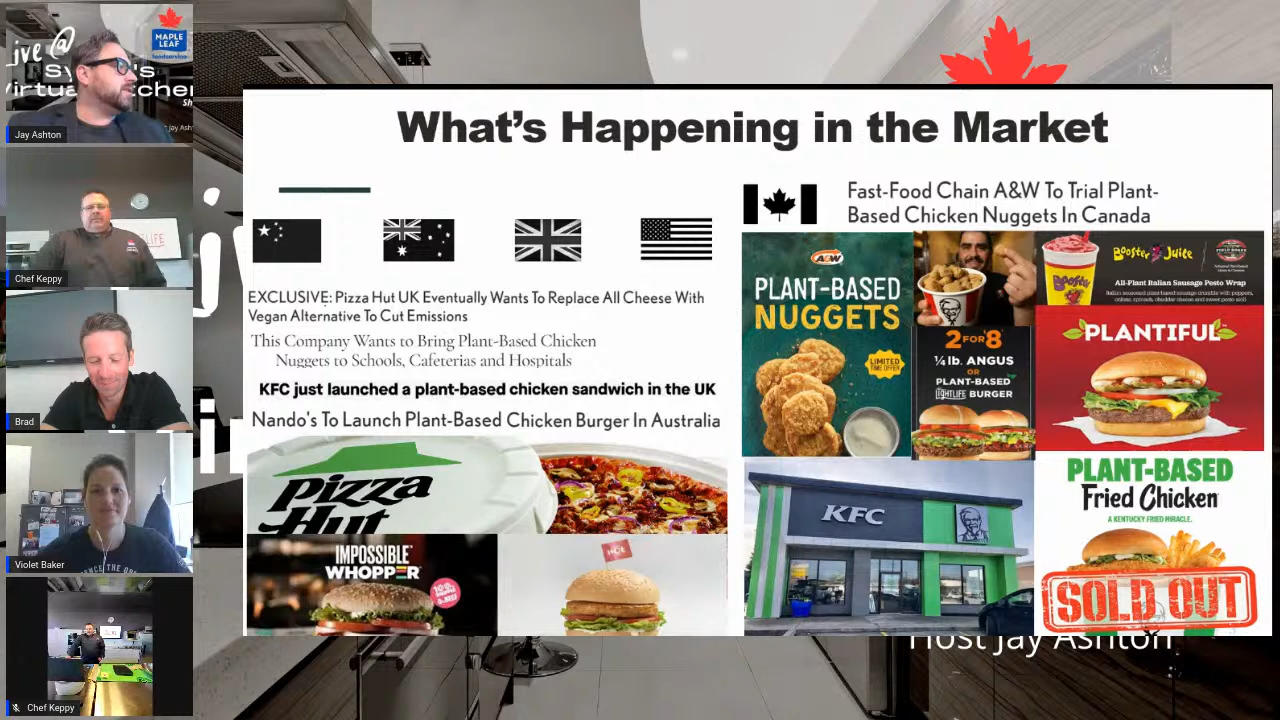 Live @
MAPLE
LEAF
foodservice
Jay Ashton
Chef Keppy
Brad
Violet Baker
Chef Keppy
What's Happening in the Market
EXCLUSIVE: Pizza Hut UK Eventually Wants To Replace All Cheese With
Vegan Alternative To Cut Emissions
This Company Wants to Bring Plant-Based Chicken
Nuggets to Schools, Cafeterias and Hospitals
KFC just launched a plant-based chicken sandwich in the UK
Nando's To Launch Plant-Based Chicken Burger In Australia
Pizza
Hut
IMPOSSIBLE
WHOPPER
HOT
Fast-Food Chain A&W To Trial Plant-
Based Chicken Nuggets In Canada
A&W
PLANT-BASED
NUGGETS
LIMITED
TIME OFFER
KFC
2 FOR $8
¼ lb. ANGUS
OR
PLANT-BASED
LIGHTLIFE BURGER
Booster Juice
All-Plant Italian Sausage Pesto Wrap
PLANTIFUL
KFC
PLANT-BASED
Fried Chicken
A KENTUCKY FRIED MIRACLE.
SOLD OUT
Host Jay Ashton